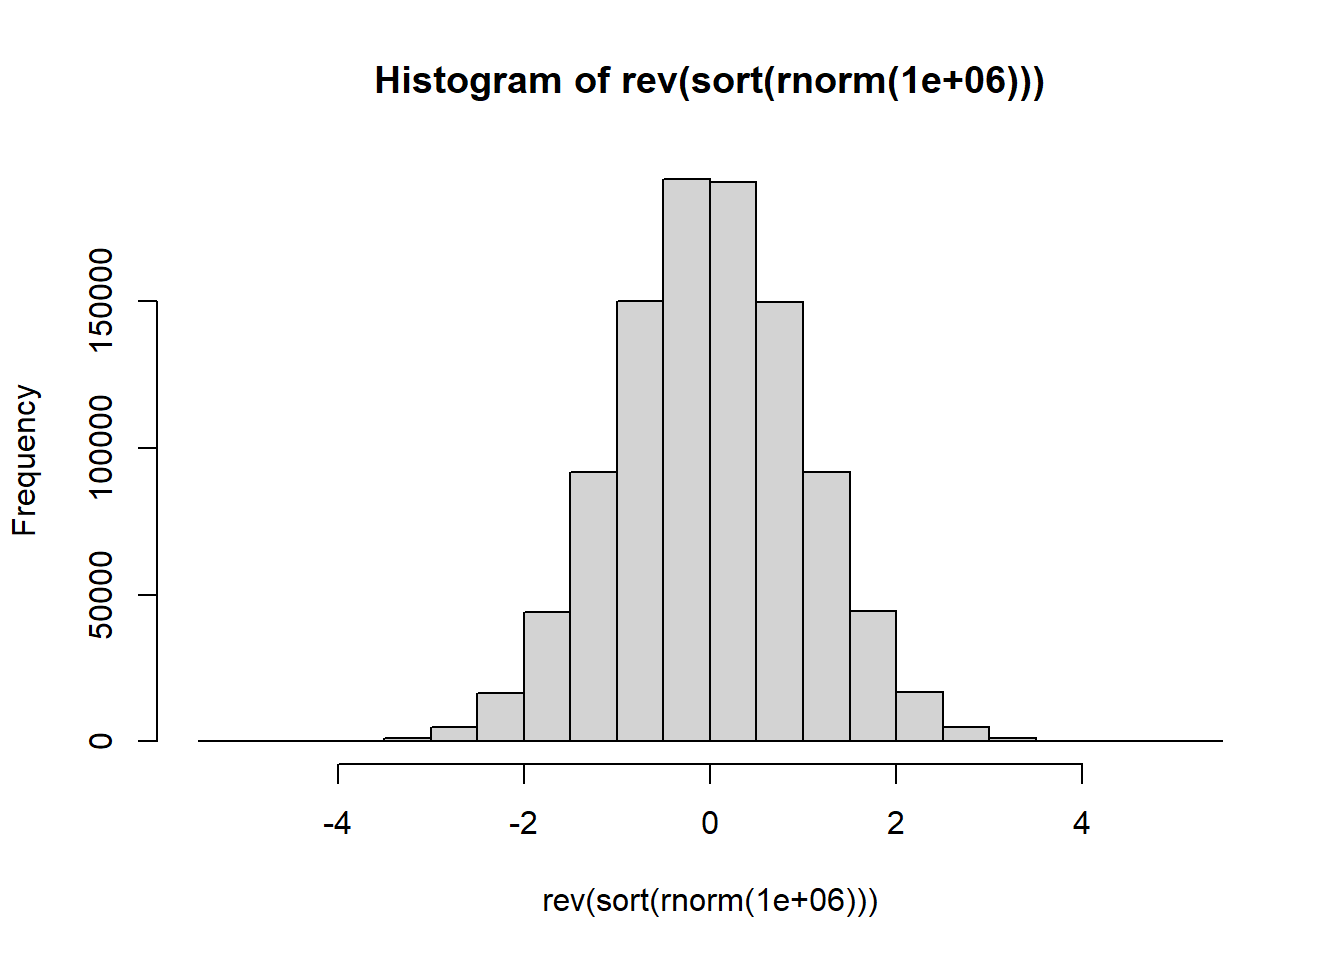 Histogram of rev(sort(rnorm(1e+06)))
Frequency
150000
100000
50000
0
-4 -2 0 2 4
rev(sort(rnorm(1e+06)))